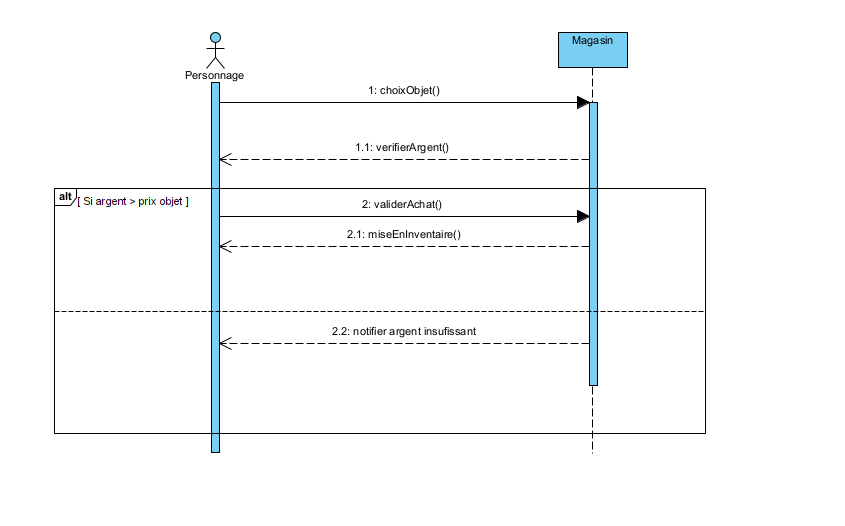 Personnage
Magasin
1: choixObjet()
1.1: verifierArgent()
alt
[ Si argent > prix objet ]
2: validerAchat()
2.1: miseEnInventaire()
2.2: notifier argent insufissant